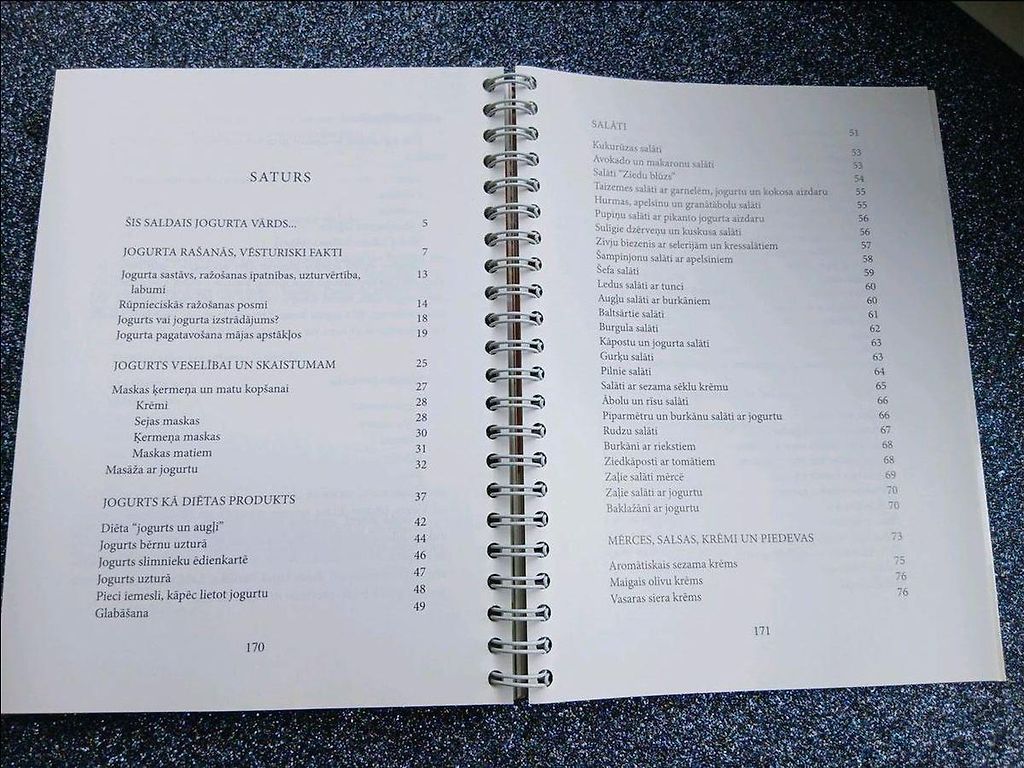 SATURS
ŠIS SALDAIS JOGURTA VĀRDS... 5
JOGURTA RAŠANĀS, VĒSTURISKI FAKTI 7
Jogurta sastāvs, ražošanas īpatnības, uzturvērtība, 13
labumi
Rūpnieciskās ražošanas posmi 14
Jogurts vai jogurta izstrādājums? 18
Jogurta pagatavošana mājas apstākļos 19
JOGURTS VESELĪBAI UN SKAISTUMAM 25
Maskas ķermeņa un matu kopšanai 27
Krēmi 28
Sejas maskas 28
Ķermeņa maskas 30
Maskas matiem 31
Masāža ar jogurtu 32
JOGURTS KĀ DIĒTAS PRODUKTS 37
Diēta “jogurts un augļi” 42
Jogurts bērnu uzturā 44
Jogurts slimnieku ēdienkartē 46
Jogurts uzturā 47
Pieci iemesli, kāpēc lietot jogurtu 48
Glabāšana 49
170
SALĀTI 51
Kukurūzas salāti 53
Avokado un makaronu salāti 53
Salāti “Ziedu blūzs” 54
Taizemes salāti ar garnelēm, jogurtu un kokosa aizdaru 55
Hurmas, apelsīnu un granātābolu salāti 55
Pupiņu salāti ar pikanto jogurta aizdaru 56
Sulīgie dzērveņu un kuskusa salāti 56
Zivju biezenis ar selerijām un kressalātiem 57
Šampinjonu salāti ar apelsīniem 58
Šefa salāti 59
Ledus salāti ar tunci 60
Augļu salāti ar burkāniem 60
Baltsārtie salāti 61
Burgula salāti 62
Kāpostu un jogurta salāti 63
Gurķu salāti 63
Pilnie salāti 64
Salāti ar sezama sēklu krēmu 65
Ābolu un rīsu salāti 66
Piparmētru un burkānu salāti ar jogurtu 66
Rudzu salāti 67
Burkāni ar riekstiem 68
Ziedkāposti ar tomātiem 68
Zaļie salāti mērcē 69
Zaļie salāti ar jogurtu 70
Baklažāni ar jogurtu 70
MĒRCES, SALSAS, KRĒMI UN PIEDEVAS 73
Aromātiskais sezama krēms 75
Maigais olīvu krēms 76
Vasaras siera krēms 76
171